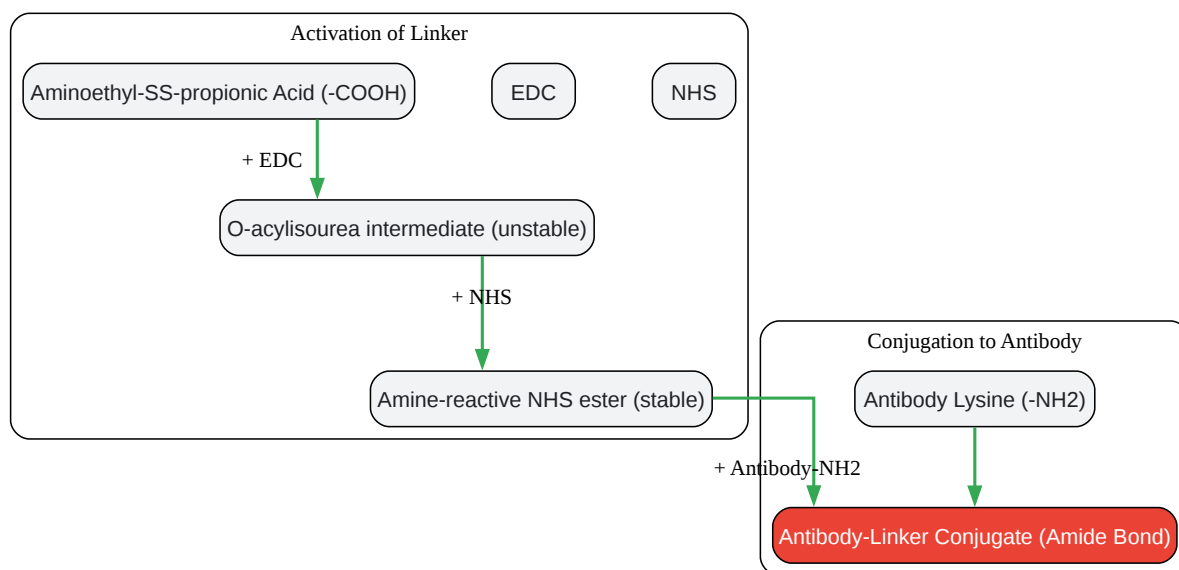 Activation of Linker
Aminoethyl-SS-propionic Acid (-COOH)
EDC
NHS
+ EDC
O-acylisourea intermediate (unstable)
+ NHS
Conjugation to Antibody
Amine-reactive NHS ester (stable)
Antibody Lysine (-NH2)
+ Antibody-NH2
Antibody-Linker Conjugate (Amide Bond)